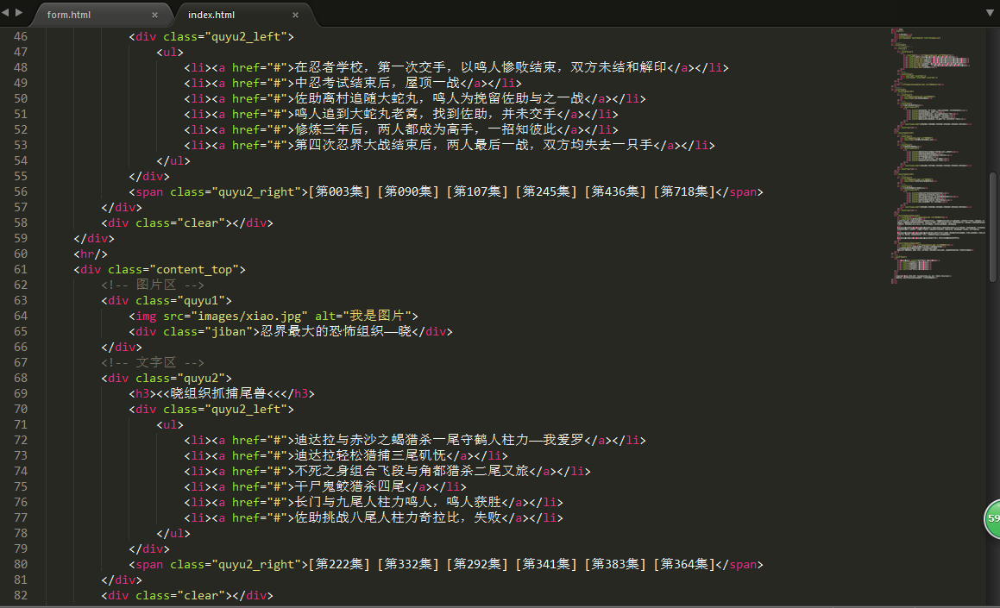 form.html × index.html ×
46 <div class="quyu2_left">
47 <ul>
48 <li><a href="#">在忍者学校，第一次交手，以鸣人惨败结束，双方未结和解印</a></li>
49 <li><a href="#">中忍考试结束后，屋顶一战</a></li>
50 <li><a href="#">佐助离村追随大蛇丸，鸣人为挽留佐助与之一战</a></li>
51 <li><a href="#">鸣人追到大蛇丸老窝，找到佐助，并未交手</a></li>
52 <li><a href="#">修炼三年后，两人都成为高手，一招知彼此</a></li>
53 <li><a href="#">第四次忍界大战结束后，两人最后一战，双方均失去一只手</a></li>
54 </ul>
55 </div>
56 <span class="quyu2_right">[第003集] [第090集] [第107集] [第245集] [第436集] [第718集]</span>
57 </div>
58 <div class="clear"></div>
59 </div>
60 <hr/>
61 <div class="content_top">
62 <!-- 图片区 -->
63 <div class="quyu1">
64 <img src="images/xiao.jpg" alt="我是图片">
65 <div class="jiban">忍界最大的恐怖组织——晓</div>
66 </div>
67 <!-- 文字区 -->
68 <div class="quyu2">
69 <h3><<晓组织抓捕尾兽<<</h3>
70 <div class="quyu2_left">
71 <ul>
72 <li><a href="#">迪达拉与赤沙之蝎猎杀一尾守鹤人柱力——我爱罗</a></li>
73 <li><a href="#">迪达拉轻松猎捕三尾矶怃</a></li>
74 <li><a href="#">不死之身组合飞段与角都猎杀二尾又旅</a></li>
75 <li><a href="#">干尸鬼鲛猎杀四尾</a></li>
76 <li><a href="#">长门与九尾人柱力鸣人，鸣人获胜</a></li>
77 <li><a href="#">佐助挑战八尾人柱力奇拉比，失败</a></li>
78 </ul>
79 </div>
80 <span class="quyu2_right">[第222集] [第332集] [第292集] [第341集] [第383集] [第364集]</span>
81 </div>
82 <div class="clear"></div>
59